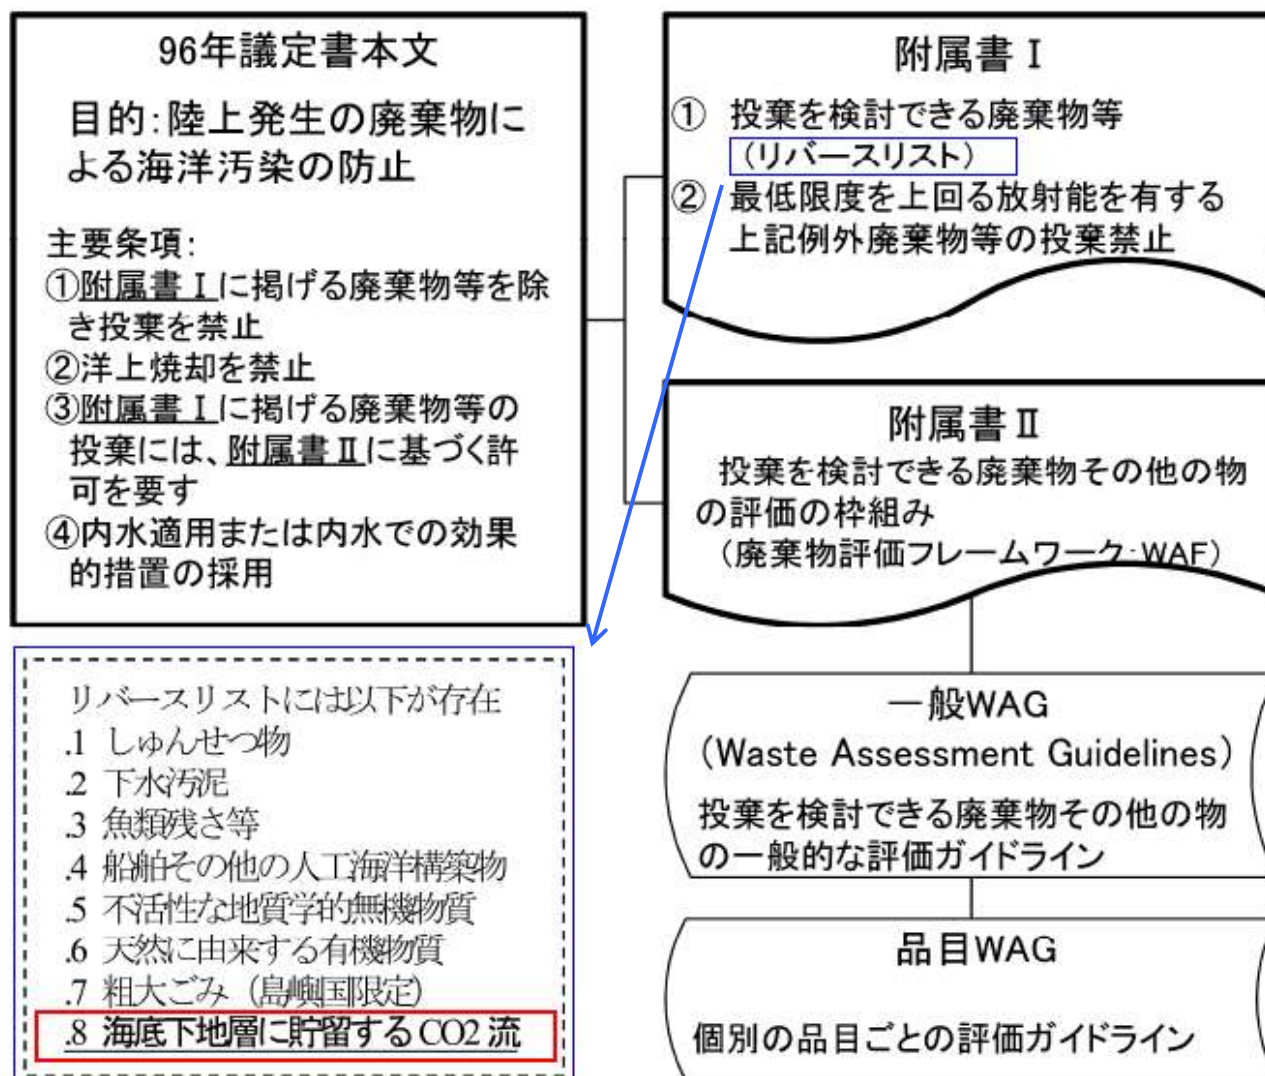 96年議定書本文
目的:陸上発生の廃棄物に
よる海洋汚染の防止
主要条項:
①附属書Ⅰに掲げる廃棄物等を除
き投棄を禁止
②洋上焼却を禁止
③附属書Ⅰに掲げる廃棄物等の
投棄には、附属書Ⅱに基づく許
可を要す
④内水適用または内水での効果
的措置の採用
附属書Ⅰ
① 投棄を検討できる廃棄物等
(リバースリスト)
② 最低限度を上回る放射能を有する
上記例外廃棄物等の投棄禁止
附属書Ⅱ
投棄を検討できる廃棄物その他の物
の評価の枠組み
(廃棄物評価フレームワーク・WAF)
一般WAG
(Waste Assessment Guidelines)
投棄を検討できる廃棄物その他の物
の一般的な評価ガイドライン
品目WAG
個別の品目ごとの評価ガイドライン
リバースリストには以下が存在
.1 しゅんせつ物
.2 下水汚泥
.3 魚類残さ等
.4 船舶その他の人工海洋構築物
.5 不活性な地質学的無機物質
.6 天然に由来する有機物質
.7 粗大ごみ(島嶼国限定)
.8 海底下地層に貯留するCO2流